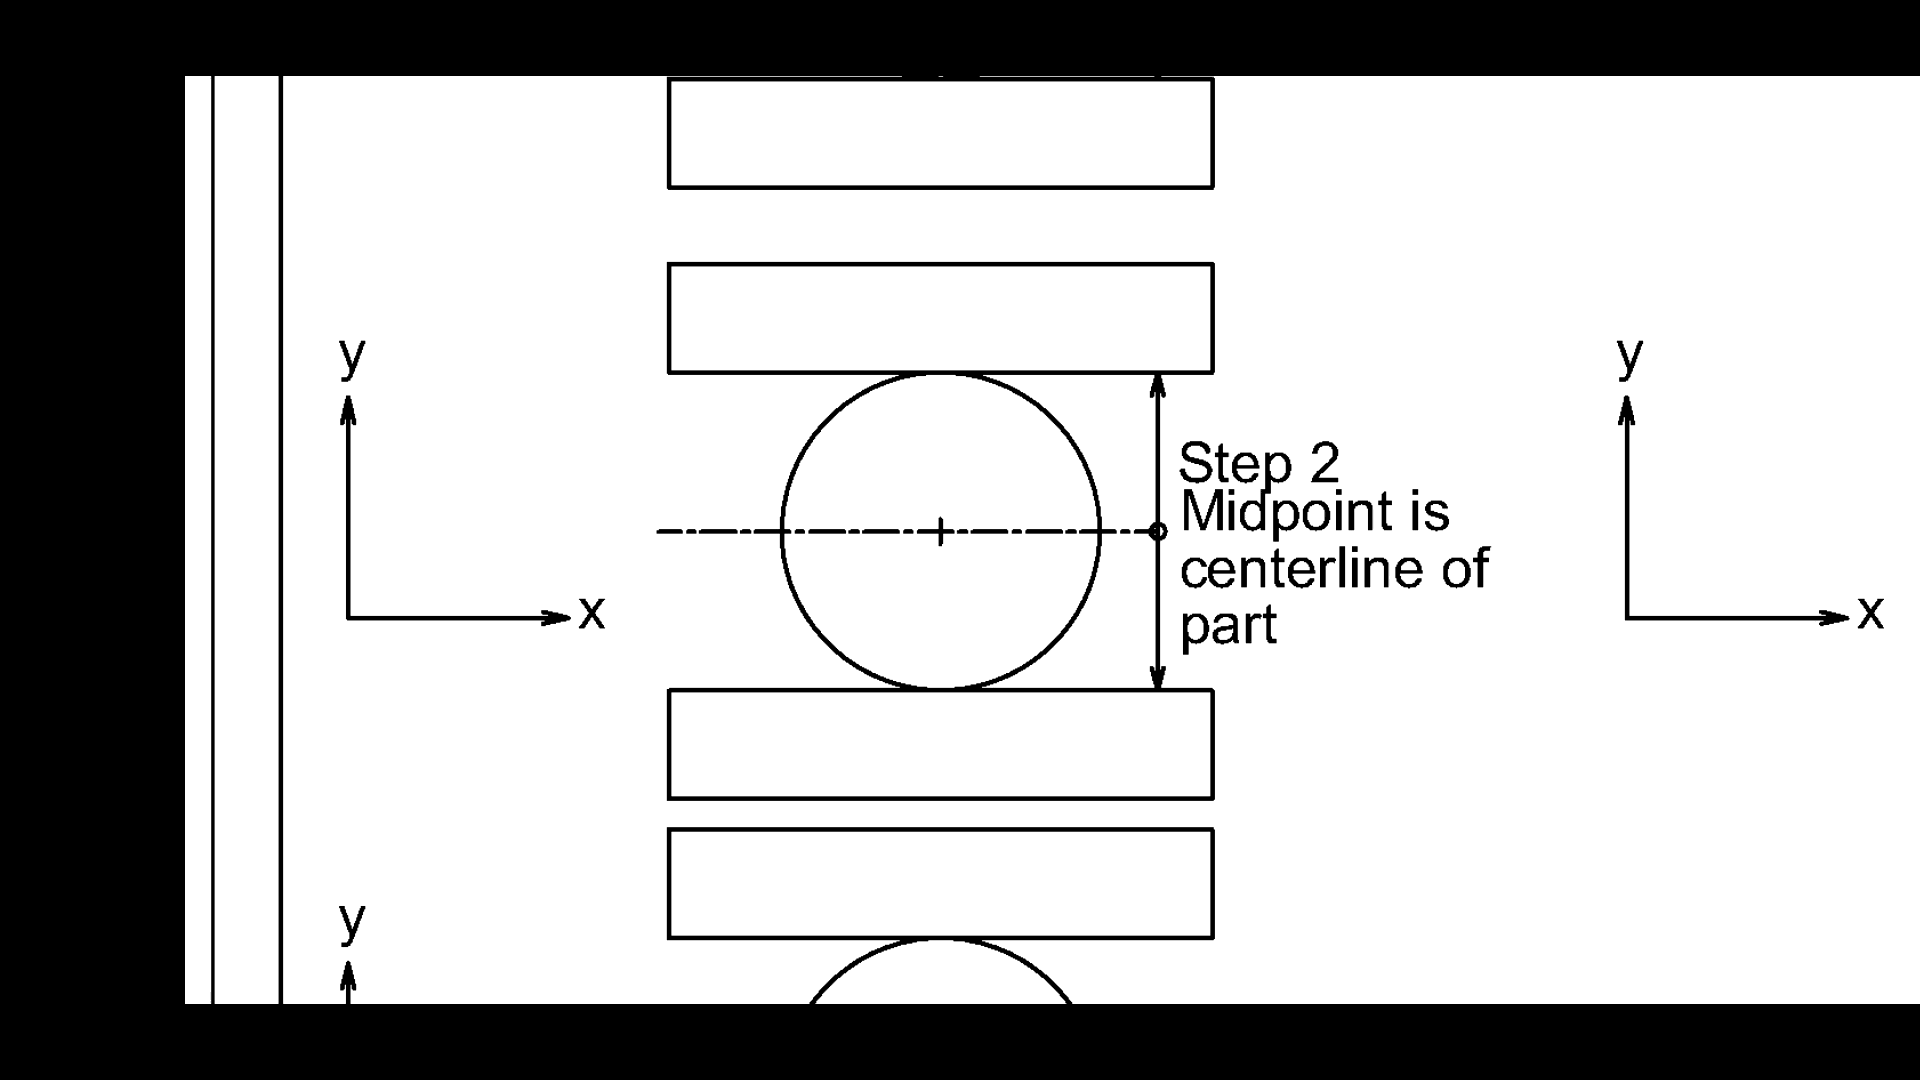 y
y
Step 2
Midpoint is
centerline of
part
x
x
y